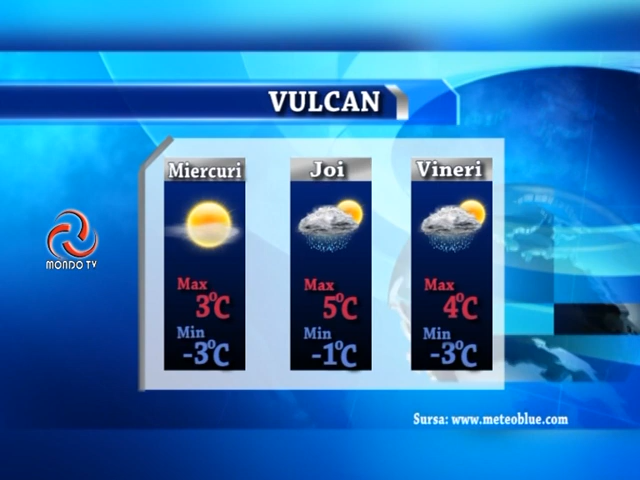 VULCAN
Miercuri
Joi
Vineri
Max
3°C
Min
-3°C
Max
5°C
Min
-1°C
Max
4°C
Min
-3°C
MONDO TV
Sursa: www.meteoblue.com